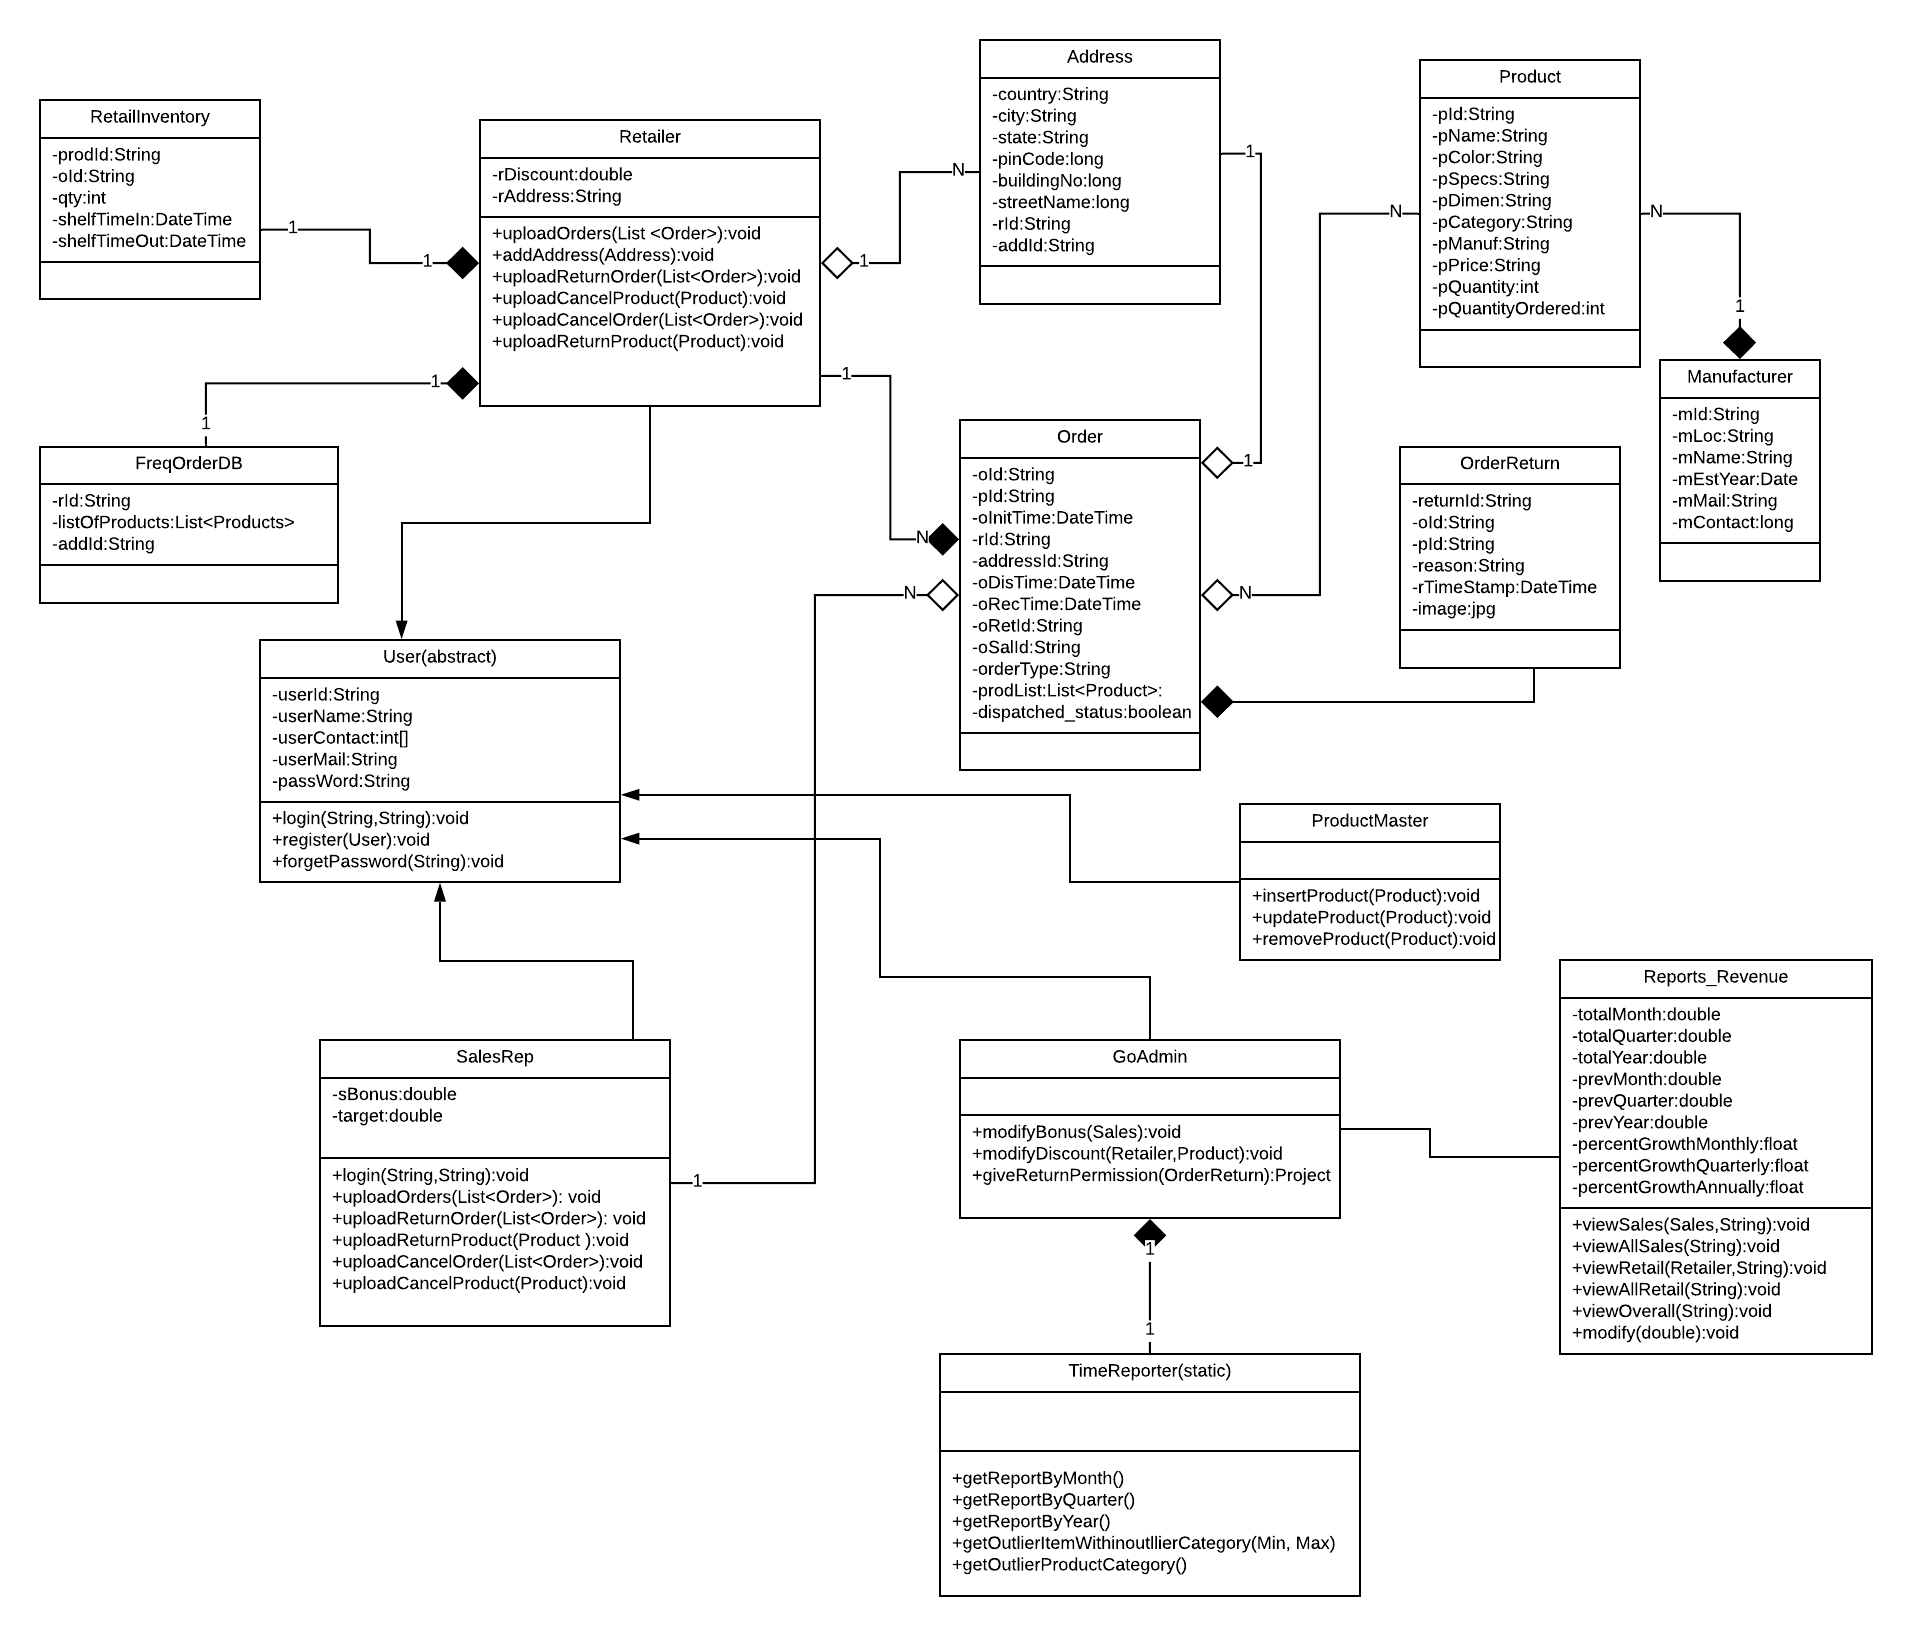 RetailInventory
-prodId:String
-oId:String
-qty:int
-shelfTimeIn:DateTime
-shelfTimeOut:DateTime
1
1
Retailer
-rDiscount:double
-rAddress:String
+uploadOrders(List <Order>):void
+addAddress(Address):void
+uploadReturnOrder(List<Order>):void
+uploadCancelProduct(Product):void
+uploadCancelOrder(List<Order>):void
+uploadReturnProduct(Product):void
1
N
Address
-country:String
-city:String
-state:String
-pinCode:long
-buildingNo:long
-streetName:long
-rId:String
-addId:String
1
1
Product
-pId:String
-pName:String
-pColor:String
-pSpecs:String
-pDimen:String
-pCategory:String
-pManuf:String
-pPrice:String
-pQuantity:int
-pQuantityOrdered:int
N
N
1
Manufacturer
-mId:String
-mLoc:String
-mName:String
-mEstYear:Date
-mMail:String
-mContact:long
1
1
FreqOrderDB
-rId:String
-listOfProducts:List<Products>
-addId:String
1
N
N
Order
-oId:String
-pId:String
-oInitTime:DateTime
-rId:String
-addressId:String
-oDisTime:DateTime
-oRecTime:DateTime
-oRetId:String
-oSalId:String
-orderType:String
-prodList:List<Product>:
-dispatched_status:boolean
N
OrderReturn
-returnId:String
-oId:String
-pId:String
-reason:String
-rTimeStamp:DateTime
-image:jpg
User(abstract)
-userId:String
-userName:String
-userContact:int[]
-userMail:String
-passWord:String
+login(String,String):void
+register(User):void
+forgetPassword(String):void
ProductMaster
+insertProduct(Product):void
+updateProduct(Product):void
+removeProduct(Product):void
SalesRep
-sBonus:double
-target:double
+login(String,String):void
+uploadOrders(List<Order>): void
+uploadReturnOrder(List<Order>): void
+uploadReturnProduct(Product ):void
+uploadCancelOrder(List<Order>):void
+uploadCancelProduct(Product):void
1
GoAdmin
+modifyBonus(Sales):void
+modifyDiscount(Retailer,Product):void
+giveReturnPermission(OrderReturn):Project
1
1
Reports_Revenue
-totalMonth:double
-totalQuarter:double
-totalYear:double
-prevMonth:double
-prevQuarter:double
-prevYear:double
-percentGrowthMonthly:float
-percentGrowthQuarterly:float
-percentGrowthAnnually:float
+viewSales(Sales,String):void
+viewAllSales(String):void
+viewRetail(Retailer,String):void
+viewAllRetail(String):void
+viewOverall(String):void
+modify(double):void
TimeReporter(static)
+getReportByMonth()
+getReportByQuarter()
+getReportByYear()
+getOutlierItemWithinoutllierCategory(Min, Max)
+getOutlierProductCategory()